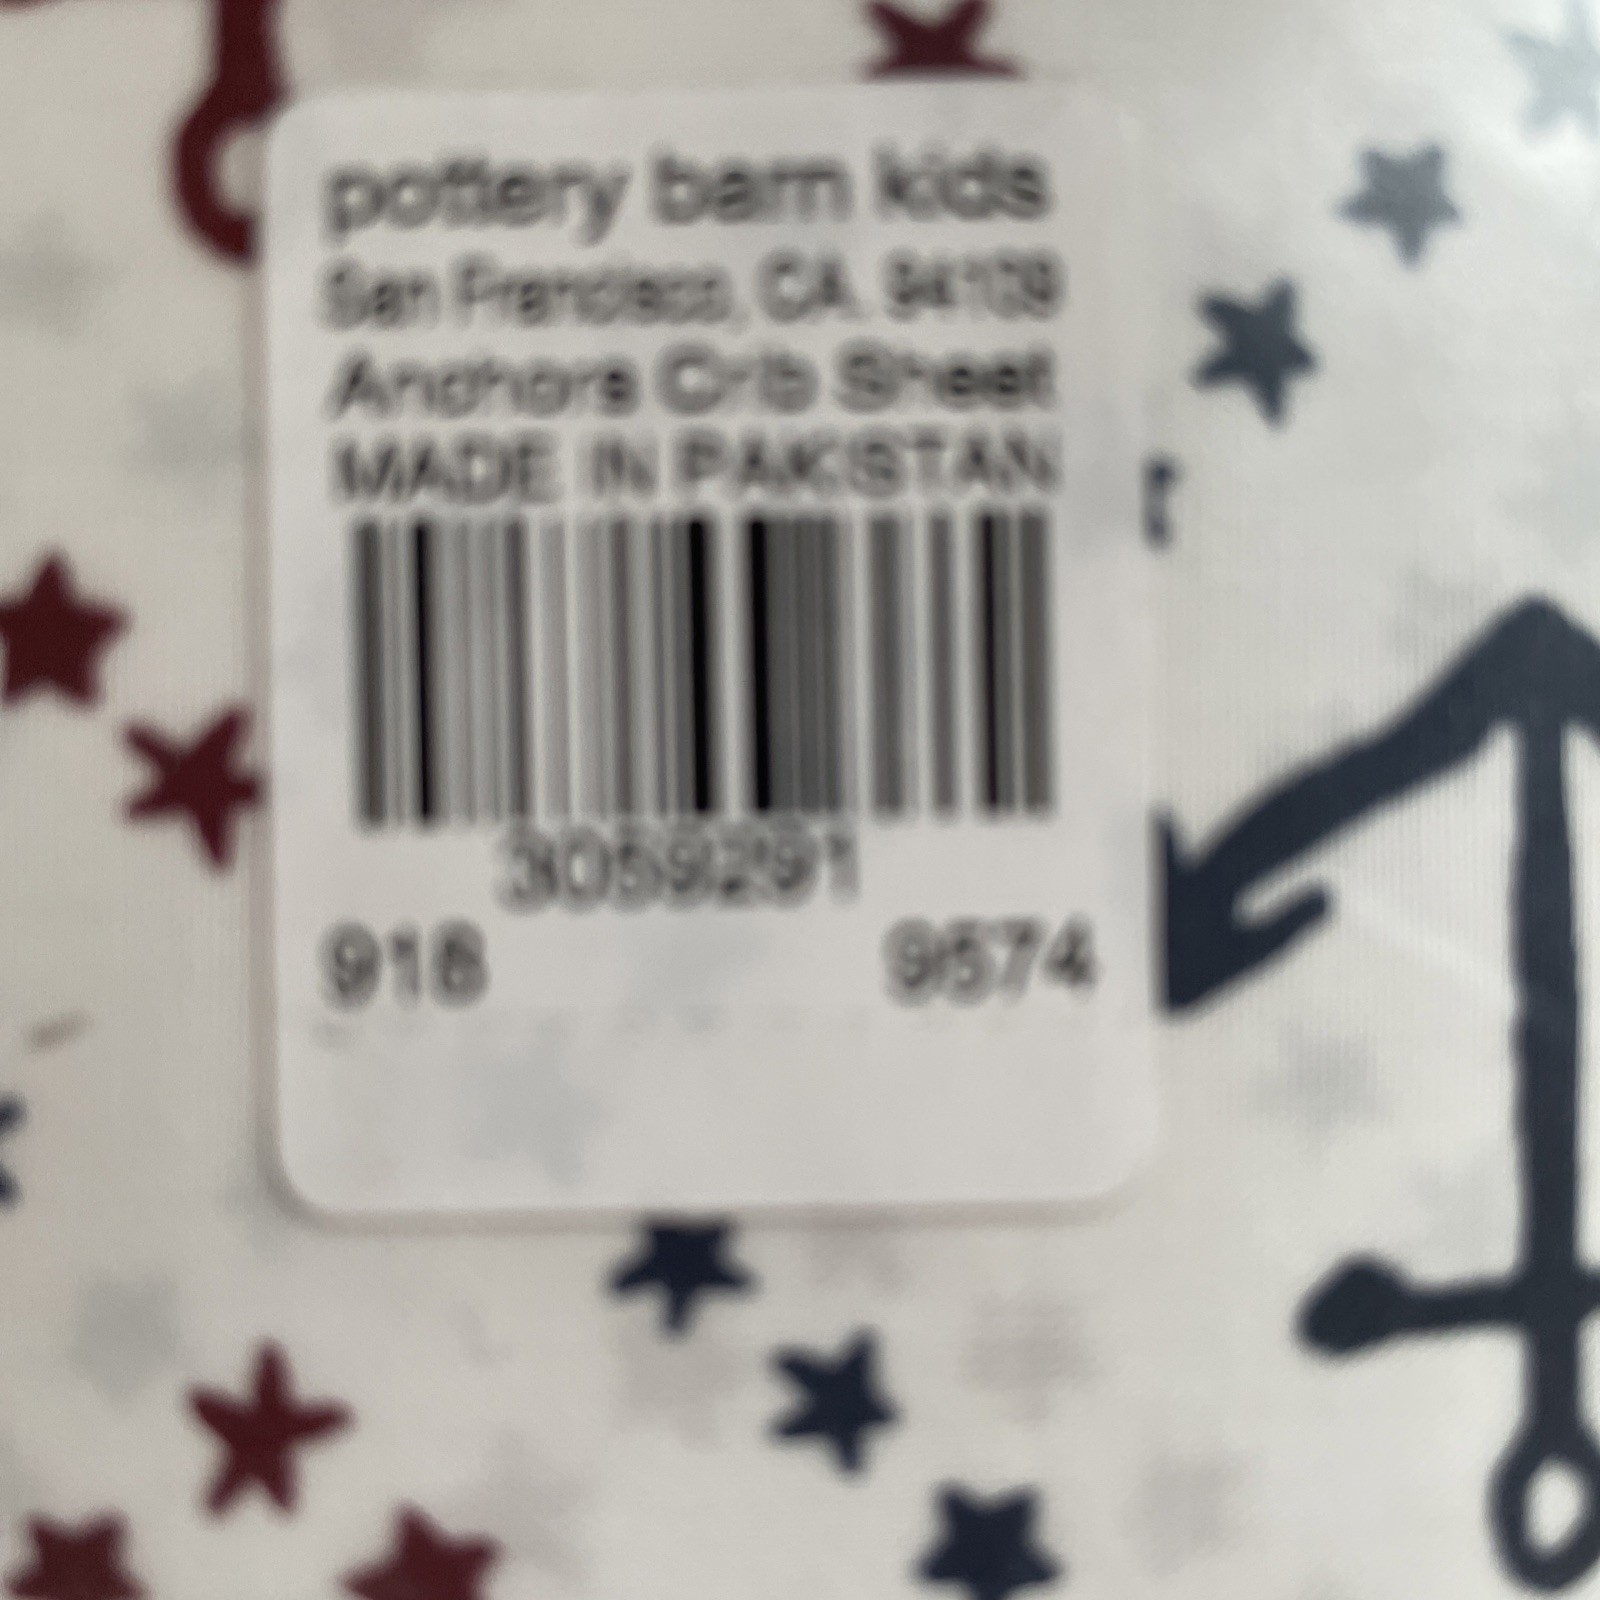 pottery barn kids
San Francisco, CA. 94109
Anchors Crib Sheet
MADE IN PAKISTAN
3059291
918 9574